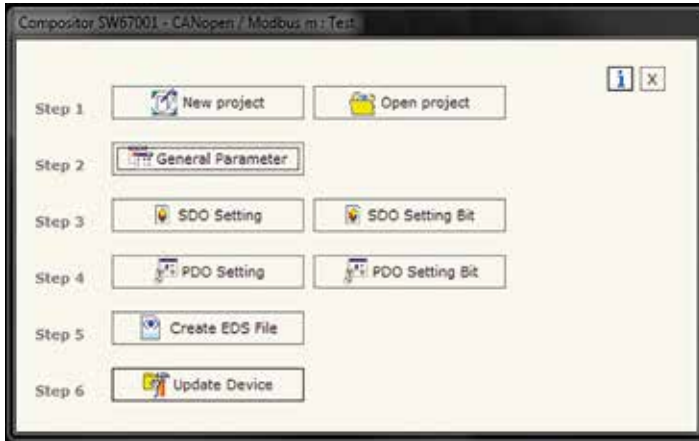 Compositor SW67001 - CANopen / Modbus m : Test
i X
Step 1 New project Open project
Step 2 General Parameter
Step 3 SDO Setting SDO Setting Bit
Step 4 PDO Setting PDO Setting Bit
Step 5 Create EDS File
Step 6 Update Device